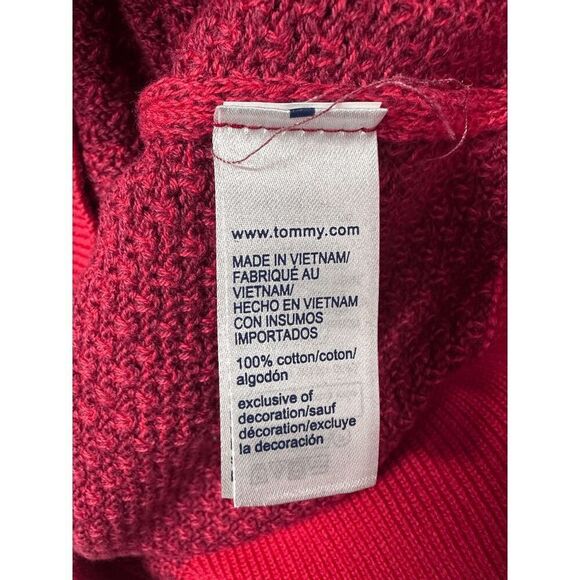 www.tommy.com
MADE IN VIETNAM/
FABRIQUÉ AU
VIETNAM/
HECHO EN VIETNAM
CON INSUMOS
IMPORTADOS
100% cotton/coton/
algodón
exclusive of
decoration/sauf
décoration/excluye
la decoración